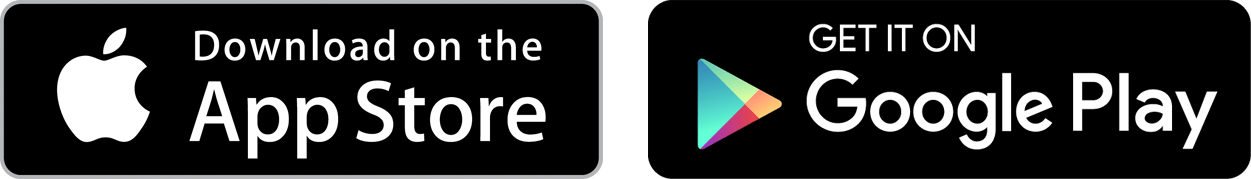 Download on the
App Store
GET IT ON
Google Play